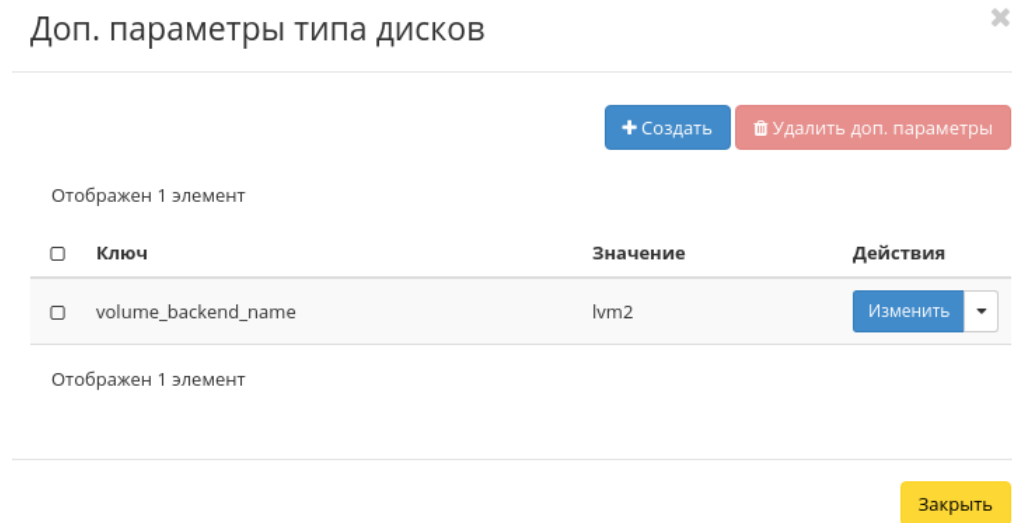 Доп. параметры типа дисков
Создать Удалить доп. параметры
Отображен 1 элемент
Ключ Значение Действия
volume_backend_name lvm2 Изменить
Отображен 1 элемент
Закрыть